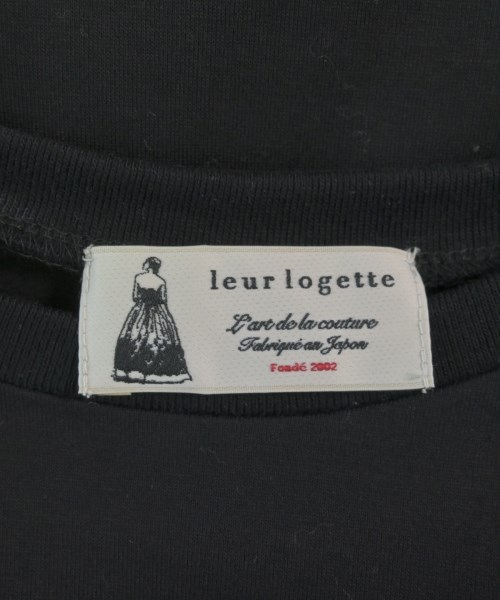 leur logette
L'art de la couture
Fabriqué au Japon
Fondé 2002